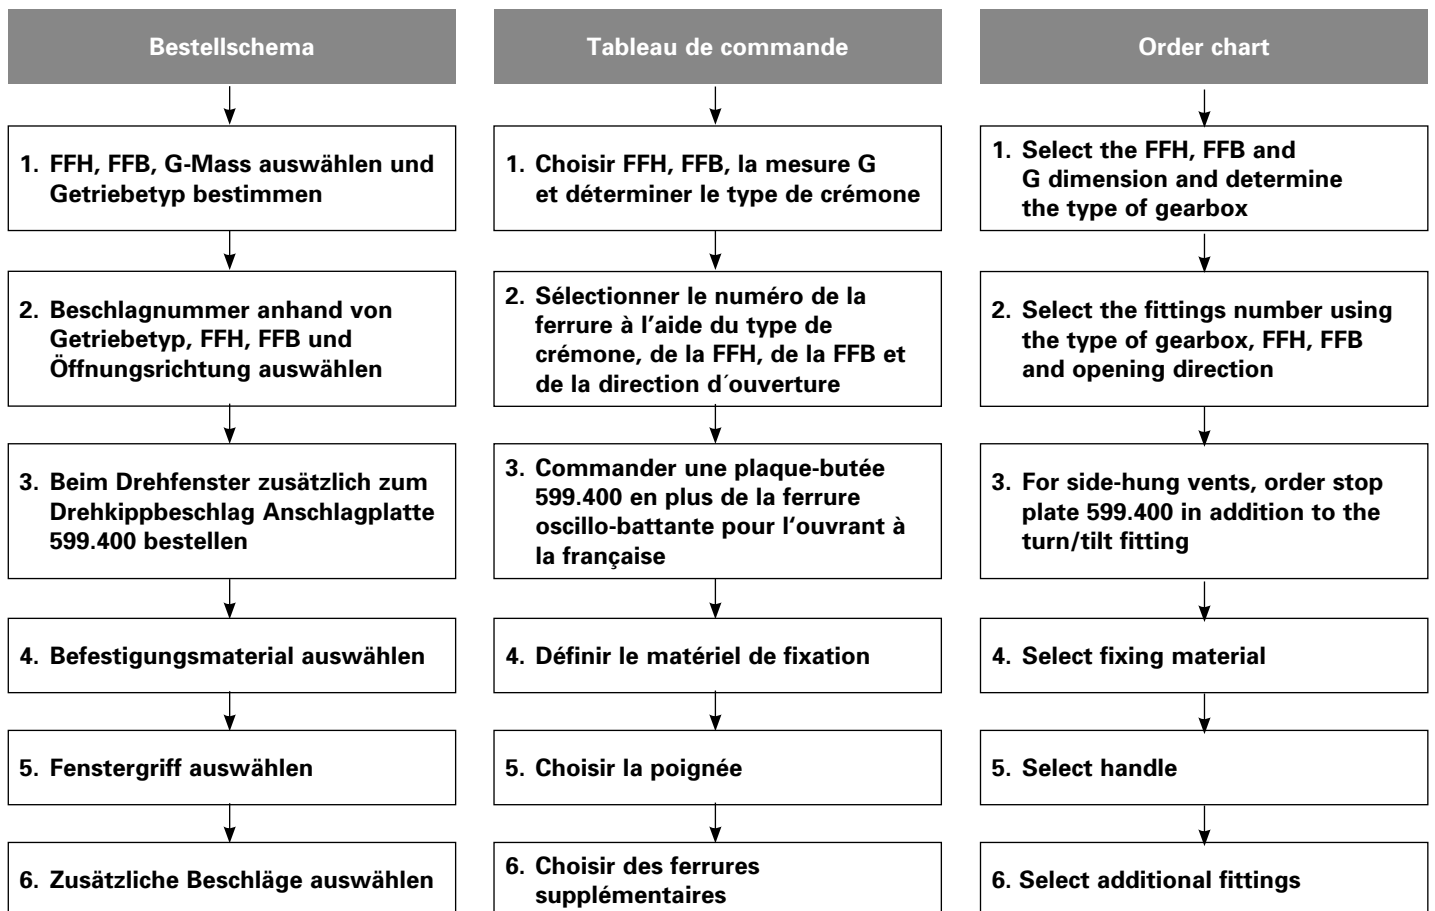 Bestellschema
1. FFH, FFB, G-Mass auswählen und
Getriebetyp bestimmen
2. Beschlagnummer anhand von
Getriebetyp, FFH, FFB und
Öffnungsrichtung auswählen
3. Beim Drehfenster zusätzlich zum
Drehkippbeschlag Anschlagplatte
599.400 bestellen
4. Befestigungsmaterial auswählen
5. Fenstergriff auswählen
6. Zusätzliche Beschläge auswählen
Tableau de commande
1. Choisir FFH, FFB, la mesure G
et déterminer le type de crémone
2. Sélectionner le numéro de la
ferrure à l’aide du type de
crémone, de la FFH, de la FFB et
de la direction d´ouverture
3. Commander une plaque-butée
599.400 en plus de la ferrure
oscillo-battante pour l‘ouvrant à
la française
4. Définir le matériel de fixation
5. Choisir la poignée
6. Choisir des ferrures
supplémentaires
Order chart
1. Select the FFH, FFB and
G dimension and determine
the type of gearbox
2. Select the fittings number using
the type of gearbox, FFH, FFB
and opening direction
3. For side-hung vents, order stop
plate 599.400 in addition to the
turn/tilt fitting
4. Select fixing material
5. Select handle
6. Select additional fittings